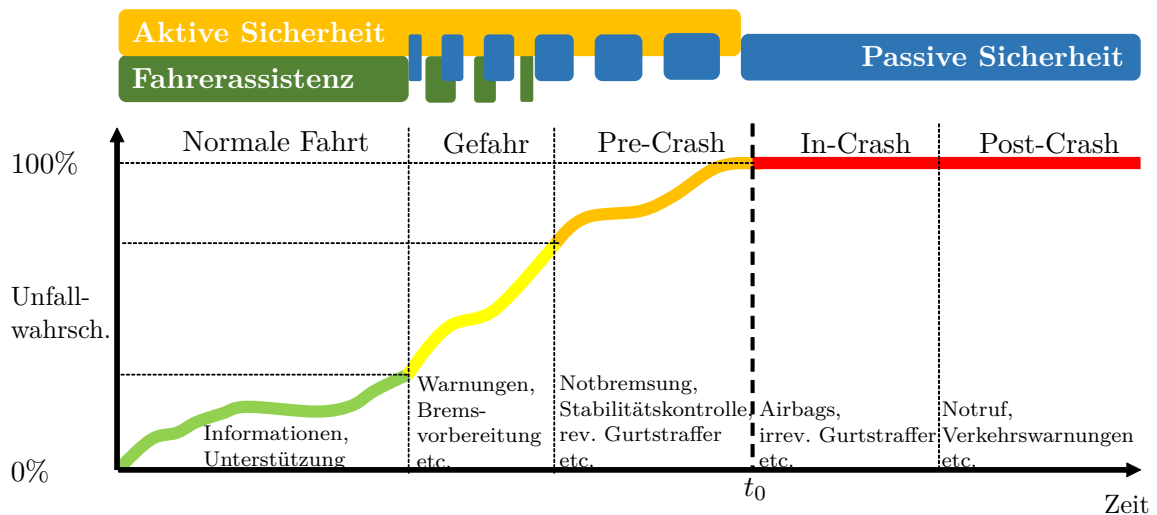 Aktive Sicherheit
Fahrerassistenz
Passive Sicherheit
Normale Fahrt
Gefahr
Pre-Crash
In-Crash
Post-Crash
100%
Unfall-
wahrsch.
0%
Informationen,
Unterstützung
Warnungen,
Brems-
vorbereitung
etc.
Notbremsung,
Stabilitätskontrolle,
rev. Gurtstraffer
etc.
Airbags,
irrev. Gurtstraffer
etc.
Notruf,
Verkehrswarnungen
etc.
t₀
Zeit